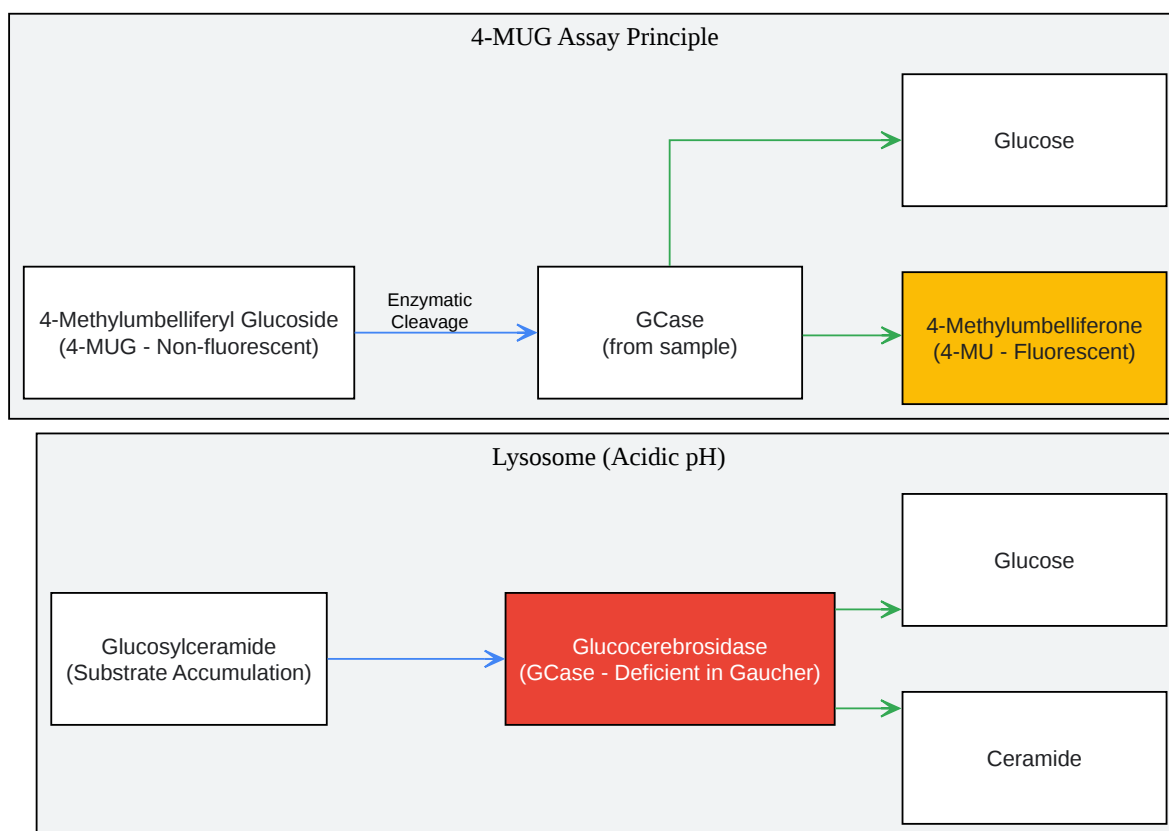 4-MUG Assay Principle
Glucose
4-Methylumbelliferyl Glucoside
(4-MUG - Non-fluorescent)
Enzymatic
Cleavage
GCase
(from sample)
4-Methylumbelliferone
(4-MU - Fluorescent)
Lysosome (Acidic pH)
Glucose
Glucosylceramide
(Substrate Accumulation)
Glucocerebrosidase
(GCase - Deficient in Gaucher)
Ceramide